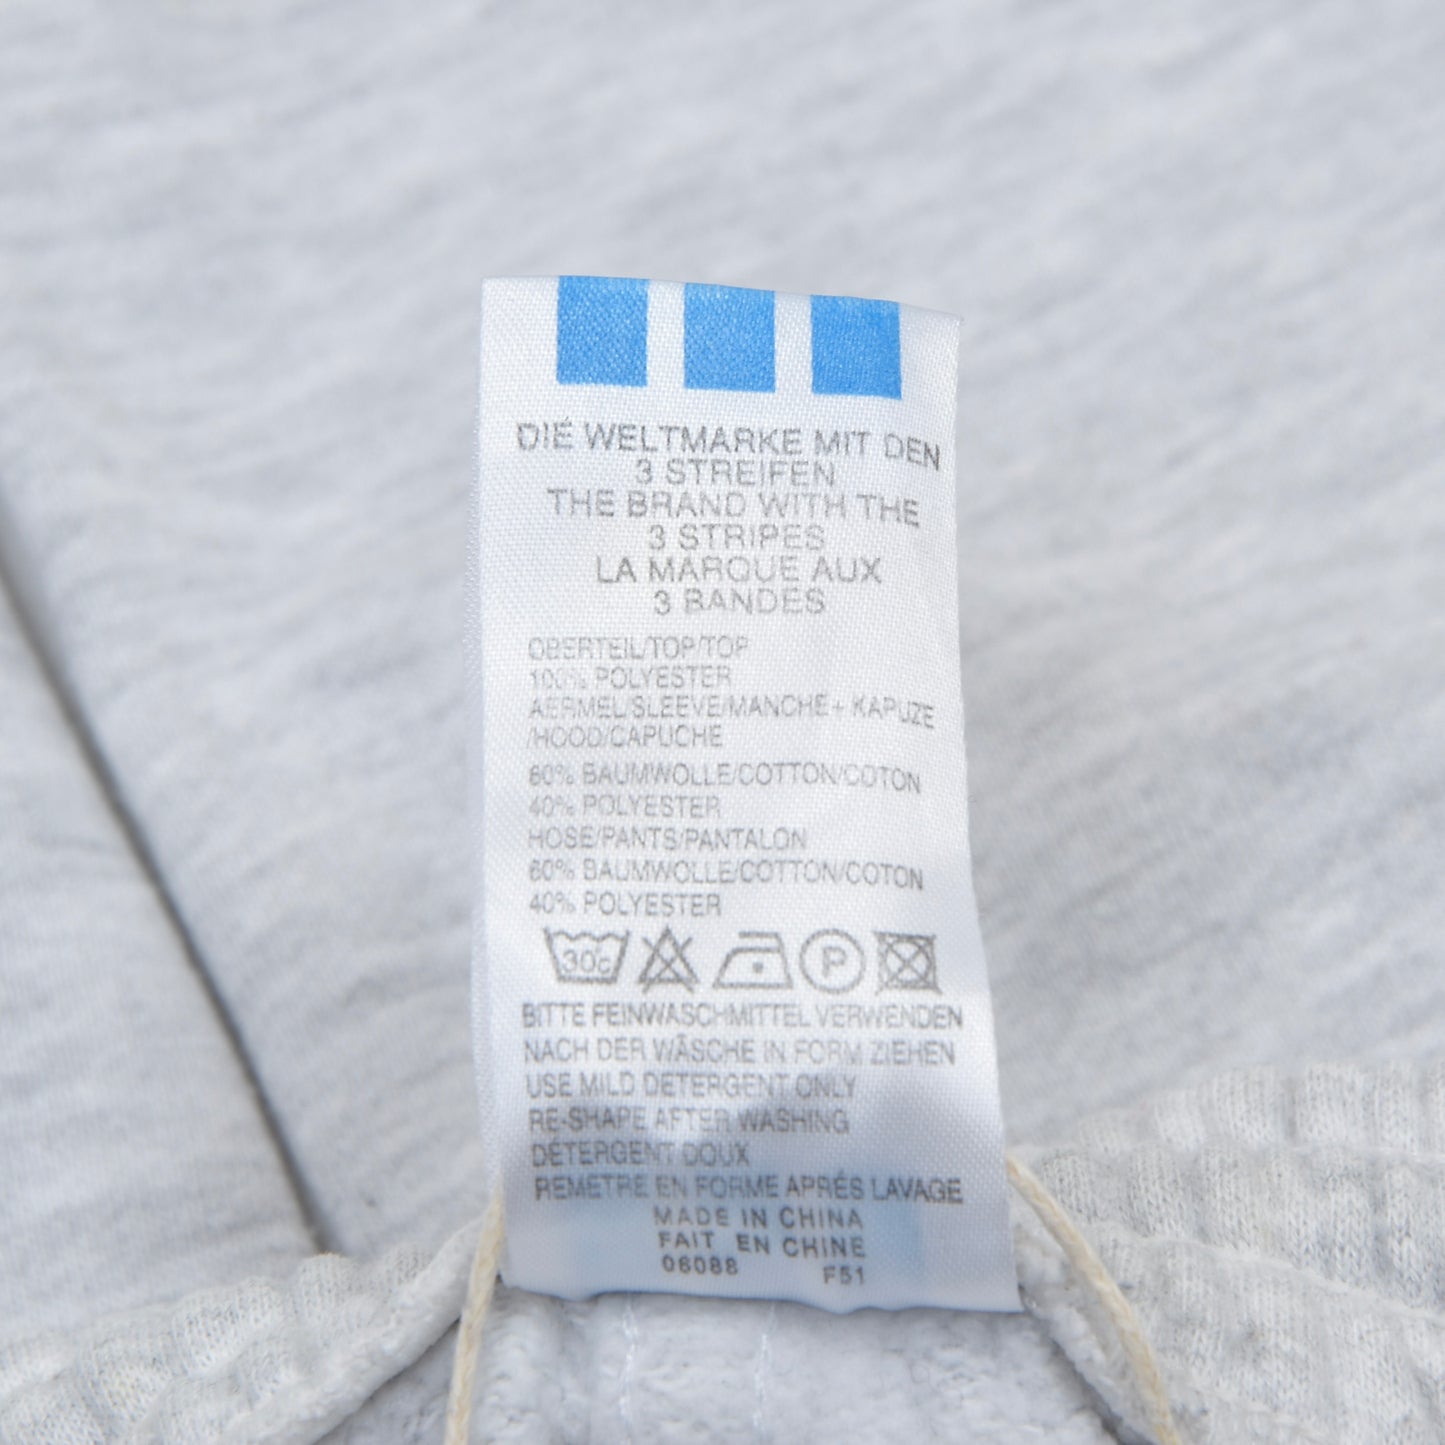 DIE WELTMARKE MIT DEN
3 STREIFEN
THE BRAND WITH THE
3 STRIPES
LA MARQUE AUX
3 BANDES
OBERTEIL/TOP/TOP
100% POLYESTER
AERMEL/SLEEVE/MANCHE+ KAPUZE
/HOOD/CAPUCHE
60% BAUMWOLLE/COTTON/COTON
40% POLYESTER
HOSE/PANTS/PANTALON
60% BAUMWOLLE/COTTON/COTON
40% POLYESTER
30°C P
BITTE FEINWASCHMITTEL VERWENDEN
NACH DER WÄSCHE IN FORM ZIEHEN
USE MILD DETERGENT ONLY
RE-SHAPE AFTER WASHING
DÉTERGENT DOUX
REMETRE EN FORME APRÉS LAVAGE
MADE IN CHINA
FAIT EN CHINE
06088 F51